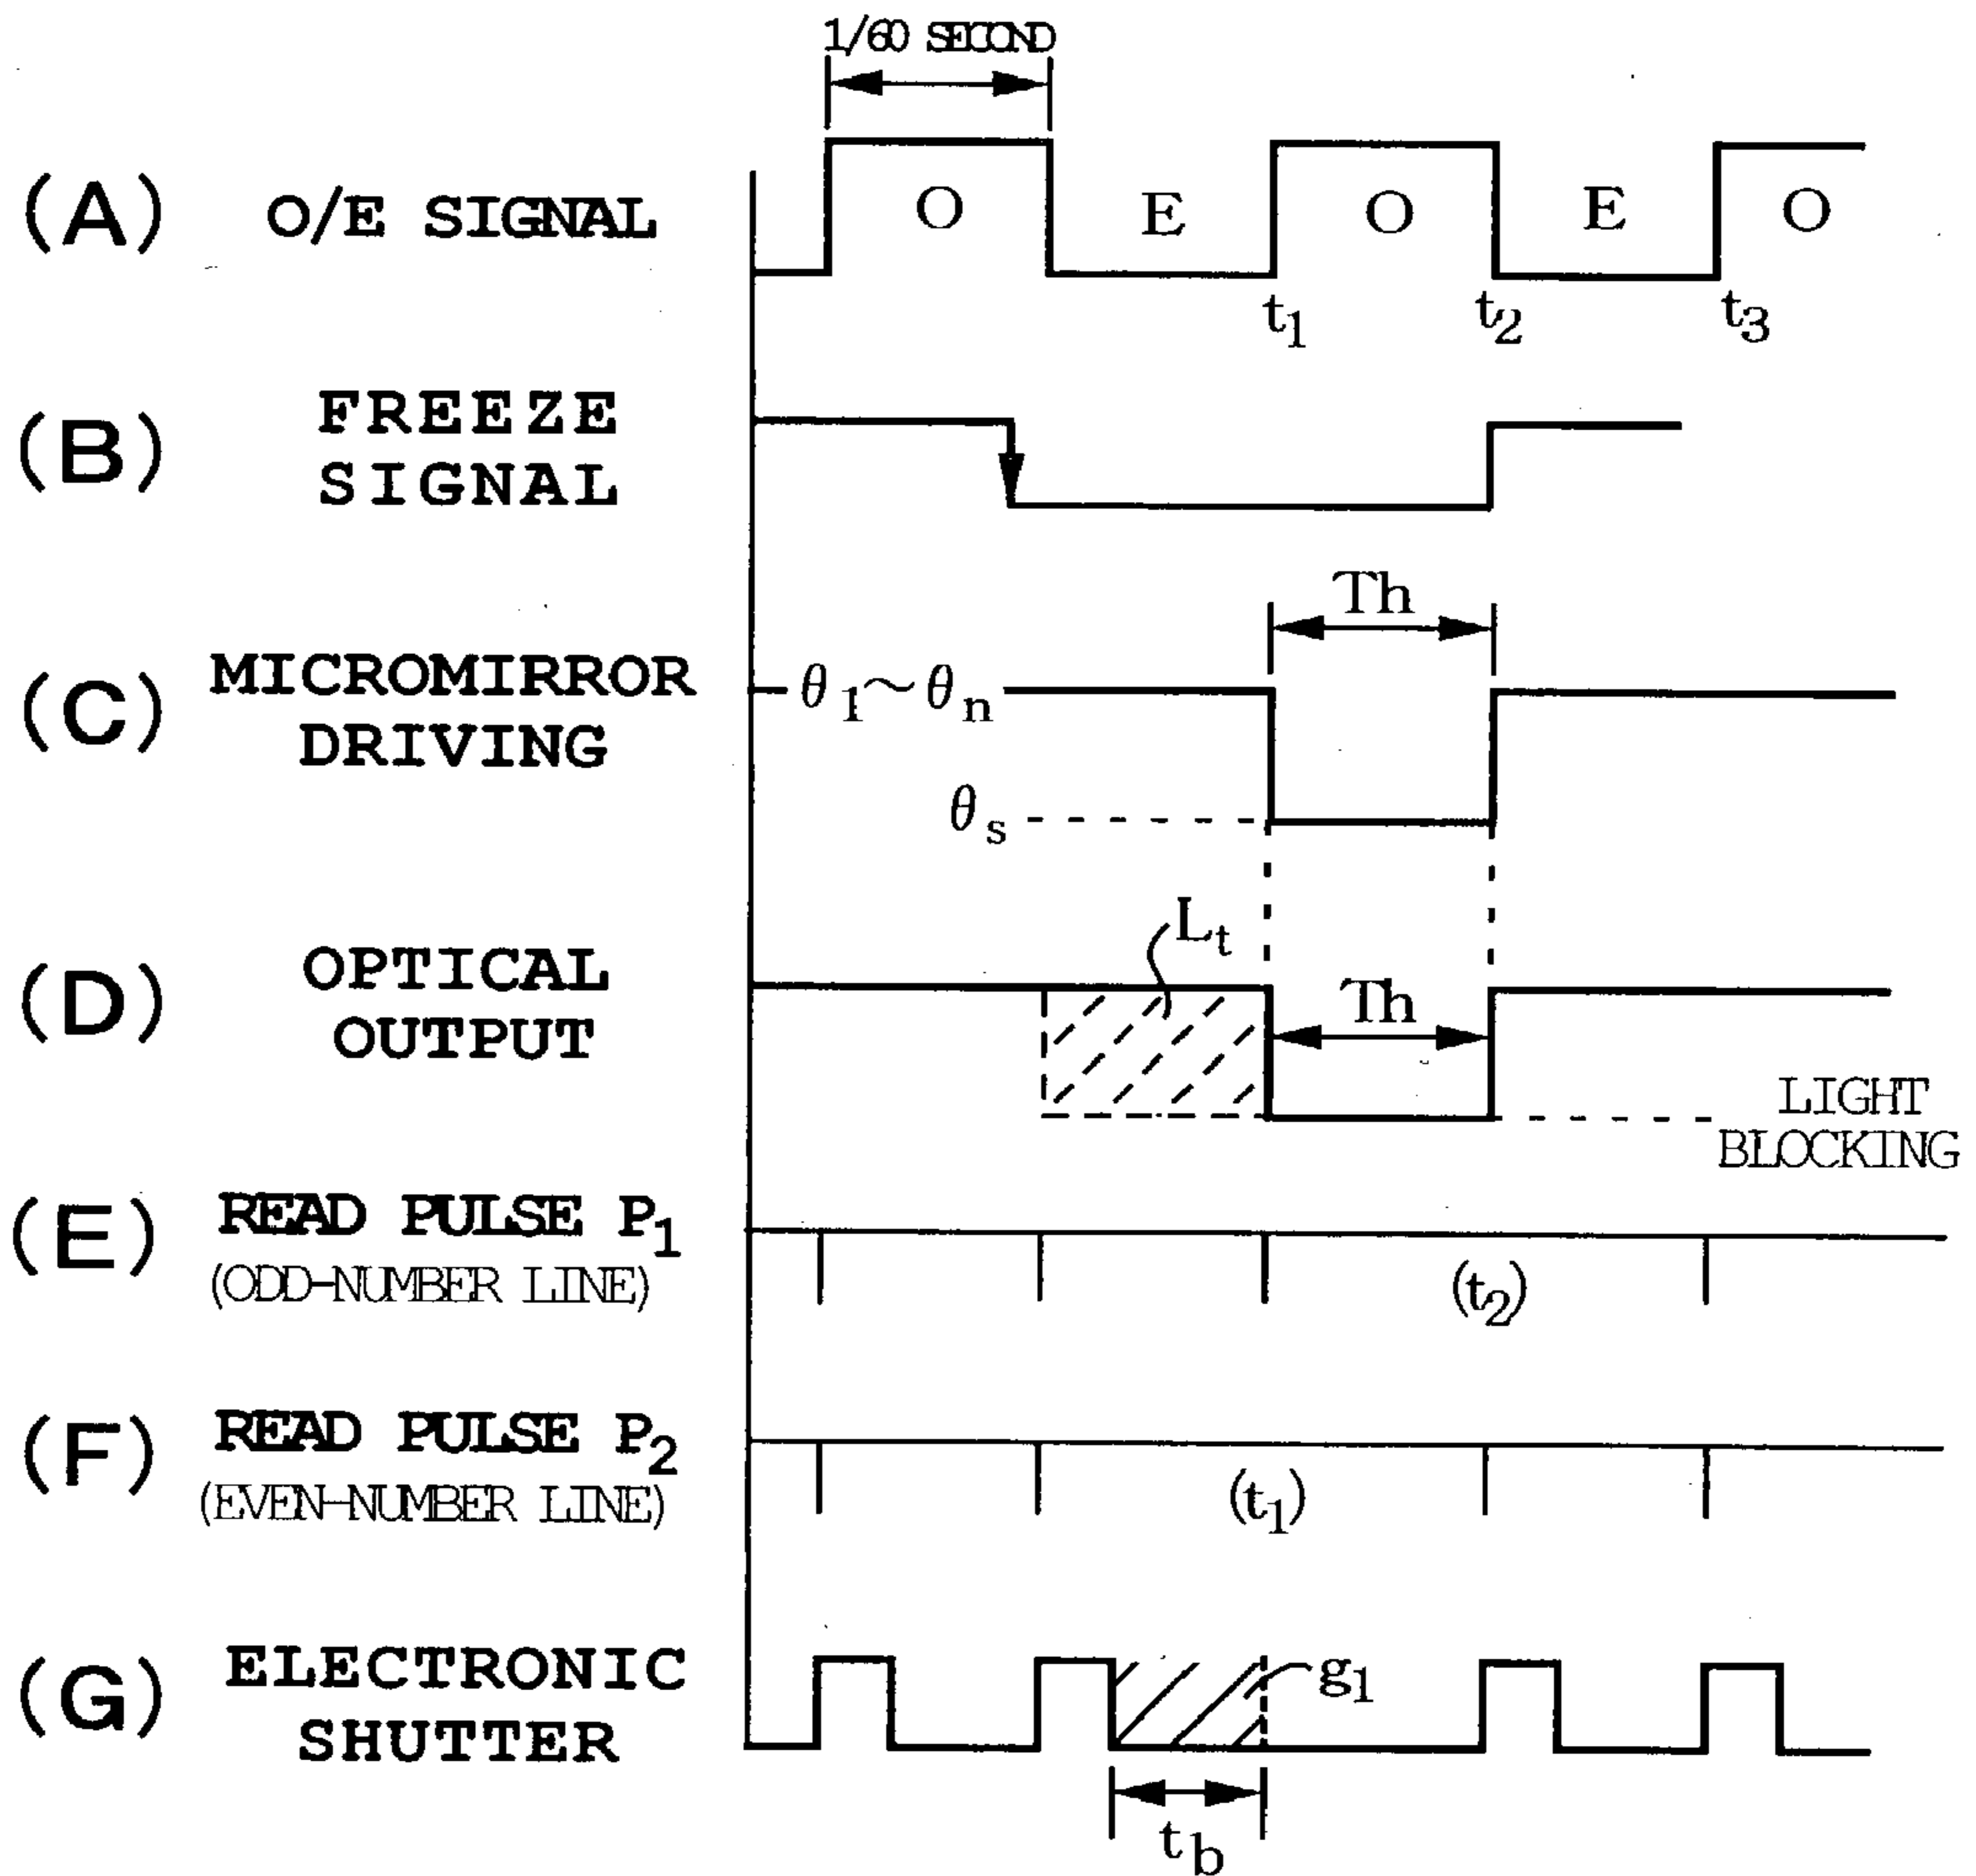 1/60 SECOND
(A) O/E SIGNAL
O E O E O
t1 t2 t3
(B) FREEZE
SIGNAL
Th
(C) MICROMIRROR
DRIVING
θ1~θn
θs
Lt
(D) OPTICAL
OUTPUT
Th
LIGHT
BLOCKING
(E) READ PULSE P1
(ODD-NUMBER LINE)
(t2)
(F) READ PULSE P2
(EVEN-NUMBER LINE)
(t1)
(G) ELECTRONIC
SHUTTER
g1
tb